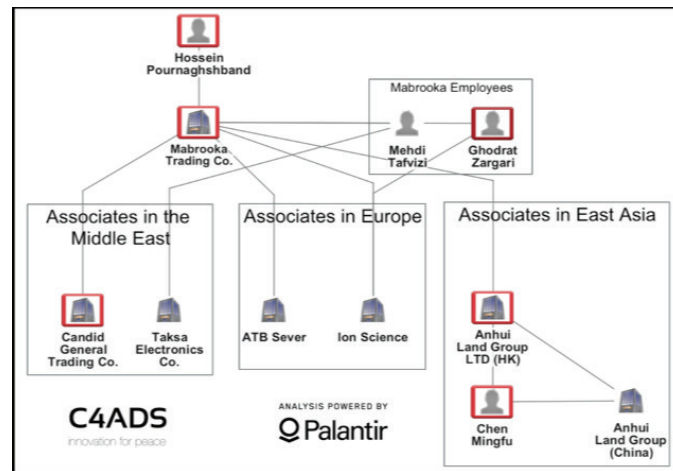 Hossein
Pournaghshband
Mabrooka Employees
Mabrooka
Trading Co.
Mehdi
Tafvizi
Ghodrat
Zargari
Associates in the
Middle East
Associates in Europe
Associates in East Asia
Candid
General
Trading Co.
Taksa
Electronics
Co.
ATB Sever
Ion Science
Anhui
Land Group
LTD (HK)
Chen
Mingfu
Anhui
Land Group
(China)
C4ADS
innovation for peace
ANALYSIS POWERED BY
Palantir